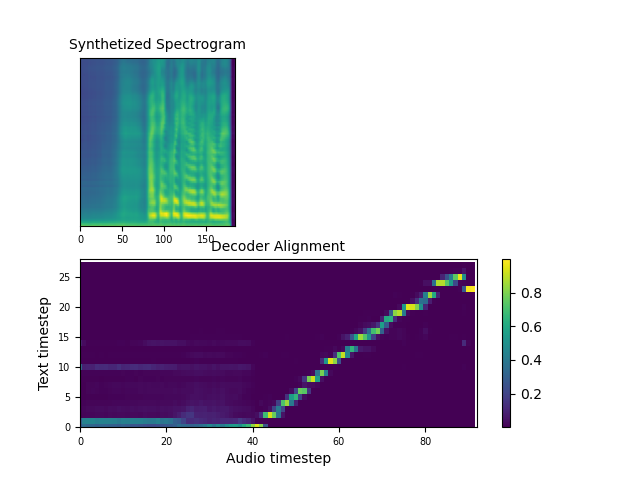 Synthetized Spectrogram
0 50 100 150
Decoder Alignment
25
20
15
10
5
0
Text timestep
0 20 40 60 80
Audio timestep
0.8
0.6
0.4
0.2